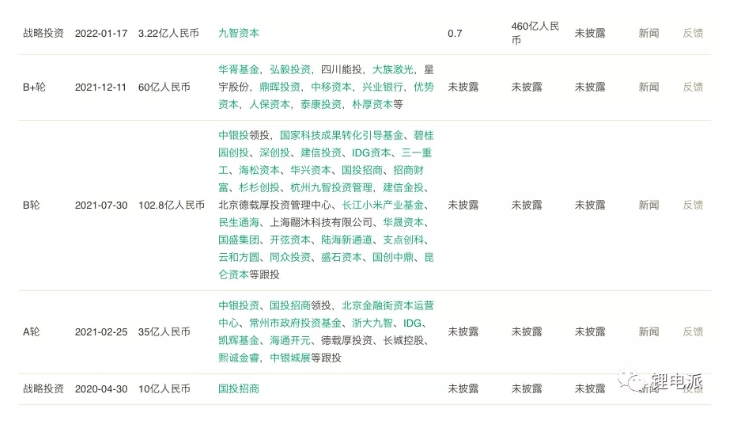 战略投资 2022-01-17 3.22亿人民币 九智资本 0.7 460亿人民币 未披露 新闻 反馈
B+轮 2021-12-11 60亿人民币 华胥基金，弘毅投资，四川能投，大族激光，星
宇股份，鼎晖投资，中移资本，兴业银行，优势
资本，人保资本，泰康投资，朴厚资本等 未披露 未披露 未披露 新闻 反馈
B轮 2021-07-30 102.8亿人民币 中银投领投，国家科技成果转化引导基金、碧桂
园创投、深创投、建信投资、IDG资本、三一重
工、海松资本、华兴资本、国投招商、招商财
富、杉杉创投、杭州九智投资管理，建信金投、
北京德载厚投资管理中心、长江小米产业基金、
民生通海、上海翮沐科技有限公司、华晟资本、
国盛集团、开弦资本、陆海新通道、支点创科、
云和方圆、同众投资、盛石资本、国创中鼎、昆
仑资本等跟投 未披露 未披露 未披露 新闻 反馈
A轮 2021-02-25 35亿人民币 中银投资、国投招商领投，北京金融街资本运营
中心、常州市政府投资基金、浙大九智、IDG、
凯辉基金、海通开元、德载厚投资、长城控股、
熙诚金睿，中银城展等跟投 未披露 未披露 未披露 新闻 反馈
战略投资 2020-04-30 10亿人民币 国投招商 未披露 未披露 未披露 新闻 反馈
锂电派